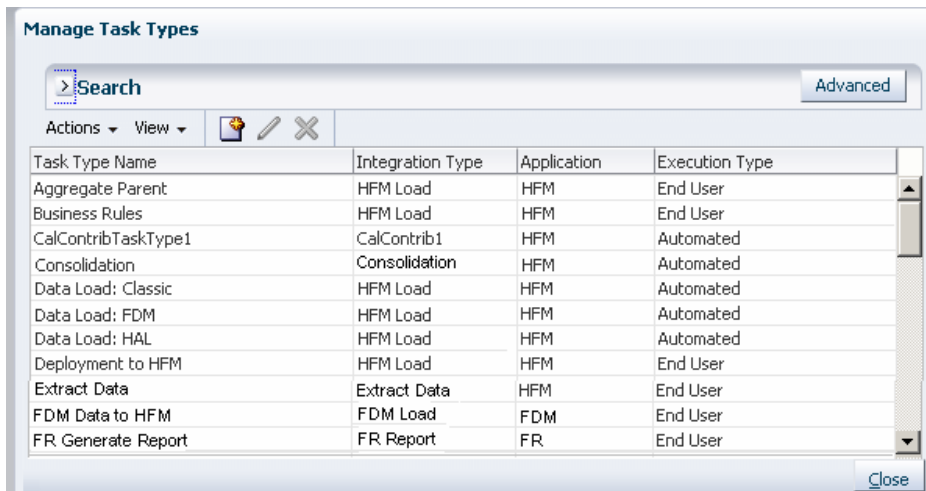 Manage Task Types
Search Advanced
Actions View
Task Type Name Integration Type Application Execution Type
Aggregate Parent HFM Load HFM End User
Business Rules HFM Load HFM End User
CalContribTaskType1 CalContrib1 HFM Automated
Consolidation Consolidation HFM Automated
Data Load: Classic HFM Load HFM Automated
Data Load: FDM HFM Load HFM Automated
Data Load: HAL HFM Load HFM Automated
Deployment to HFM HFM Load HFM End User
Extract Data Extract Data HFM End User
FDM Data to HFM FDM Load FDM End User
FR Generate Report FR Report FR End User
Close